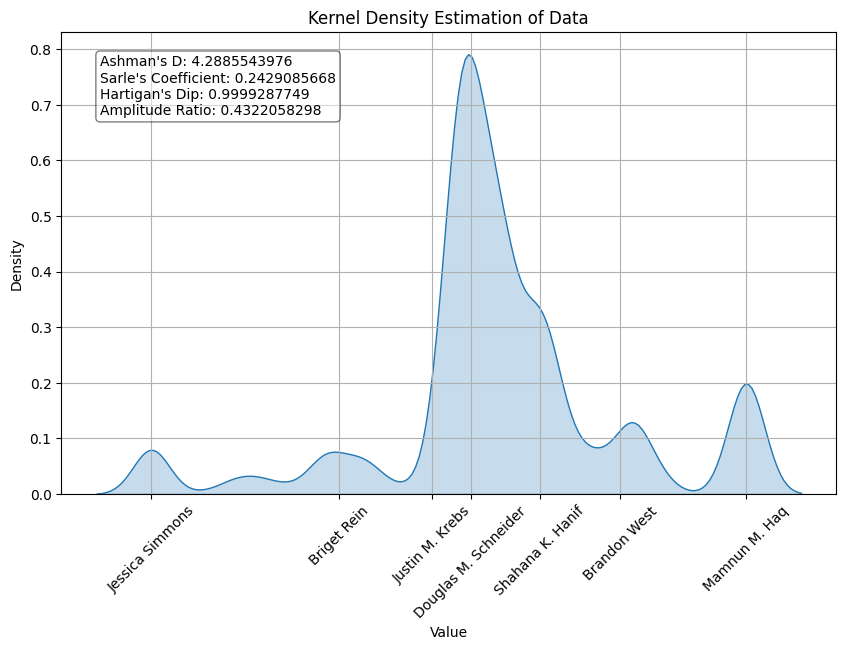 Kernel Density Estimation of Data
Ashman's D: 4.2885543976
Sarle's Coefficient: 0.2429085668
Hartigan's Dip: 0.9999287749
Amplitude Ratio: 0.4322058298
Density
0.8
0.7
0.6
0.5
0.4
0.3
0.2
0.1
0.0
Jessica Simmons
Briget Rein
Justin M. Krebs
Douglas M. Schneider
Shahana K. Hanif
Brandon West
Mamnun M. Haq
Value